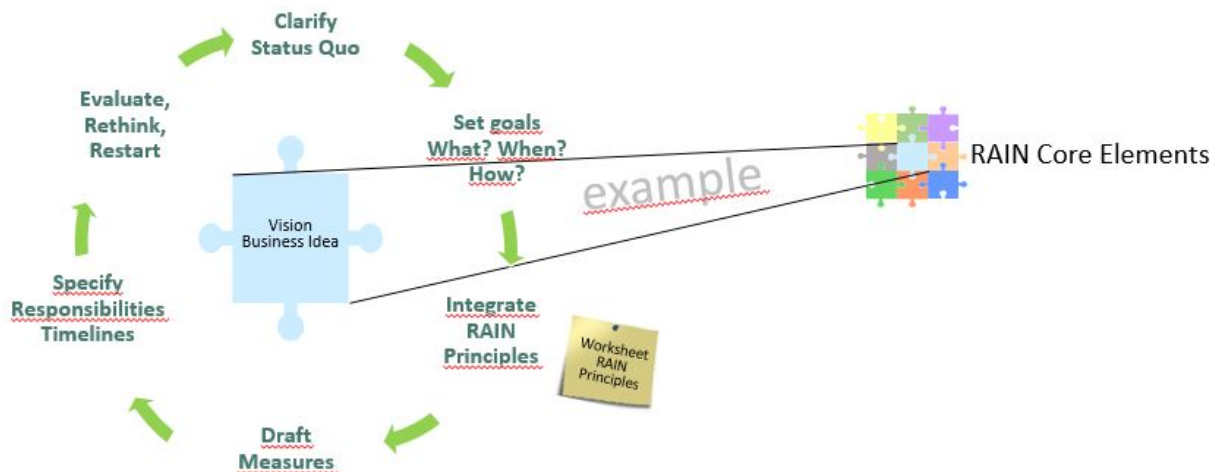 Clarify
Status Quo
Evaluate,
Rethink,
Restart
Set goals
What? When?
How?
example
RAIN Core Elements
Vision
Business Idea
Specify
Responsibilities
Timelines
Integrate
RAIN
Principles
Worksheet
RAIN
Principles
Draft
Measures